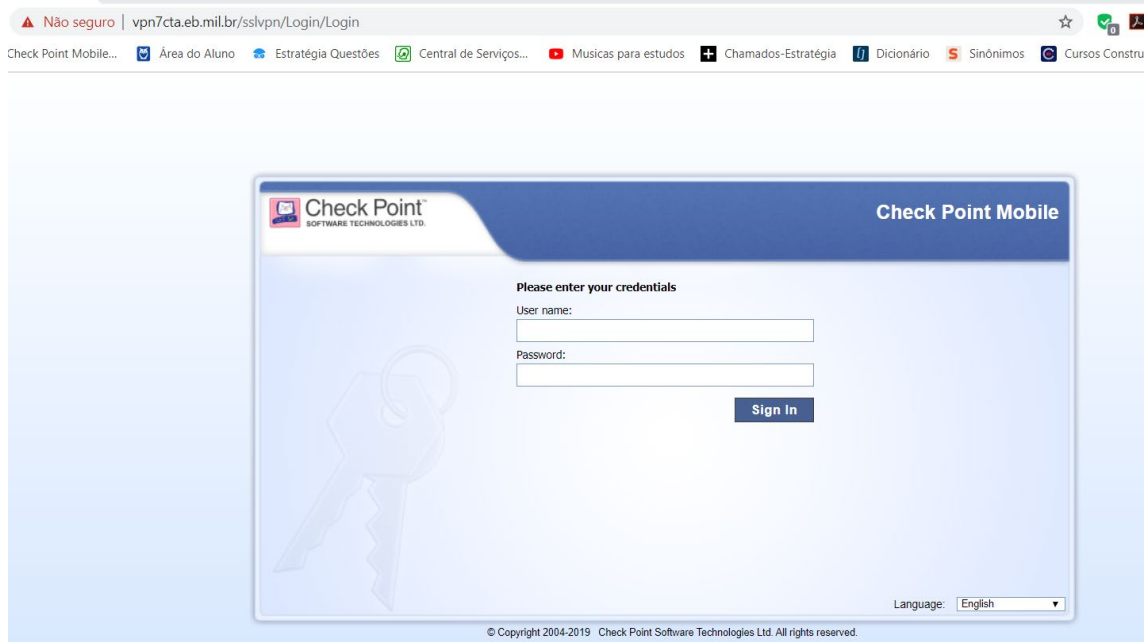 Não seguro | vpn7cta.eb.mil.br/sslvpn/Login/Login
0
Check Point Mobile... Área do Aluno Estratégia Questões Central de Serviços... Musicas para estudos Chamados-Estratégia Dicionário Sinônimos Cursos Constru
Check Point™
SOFTWARE TECHNOLOGIES LTD.
Check Point Mobile
Please enter your credentials
User name:
Password:
Sign In
Language: English
© Copyright 2004-2019 Check Point Software Technologies Ltd. All rights reserved.